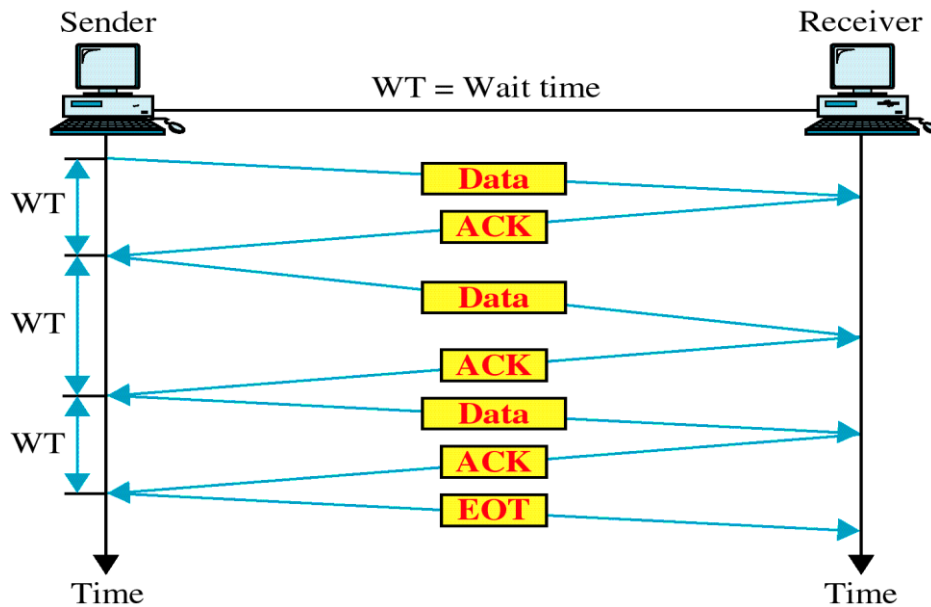 Sender
Receiver
WT = Wait time
Data
WT
ACK
Data
WT
ACK
Data
WT
ACK
EOT
Time
Time